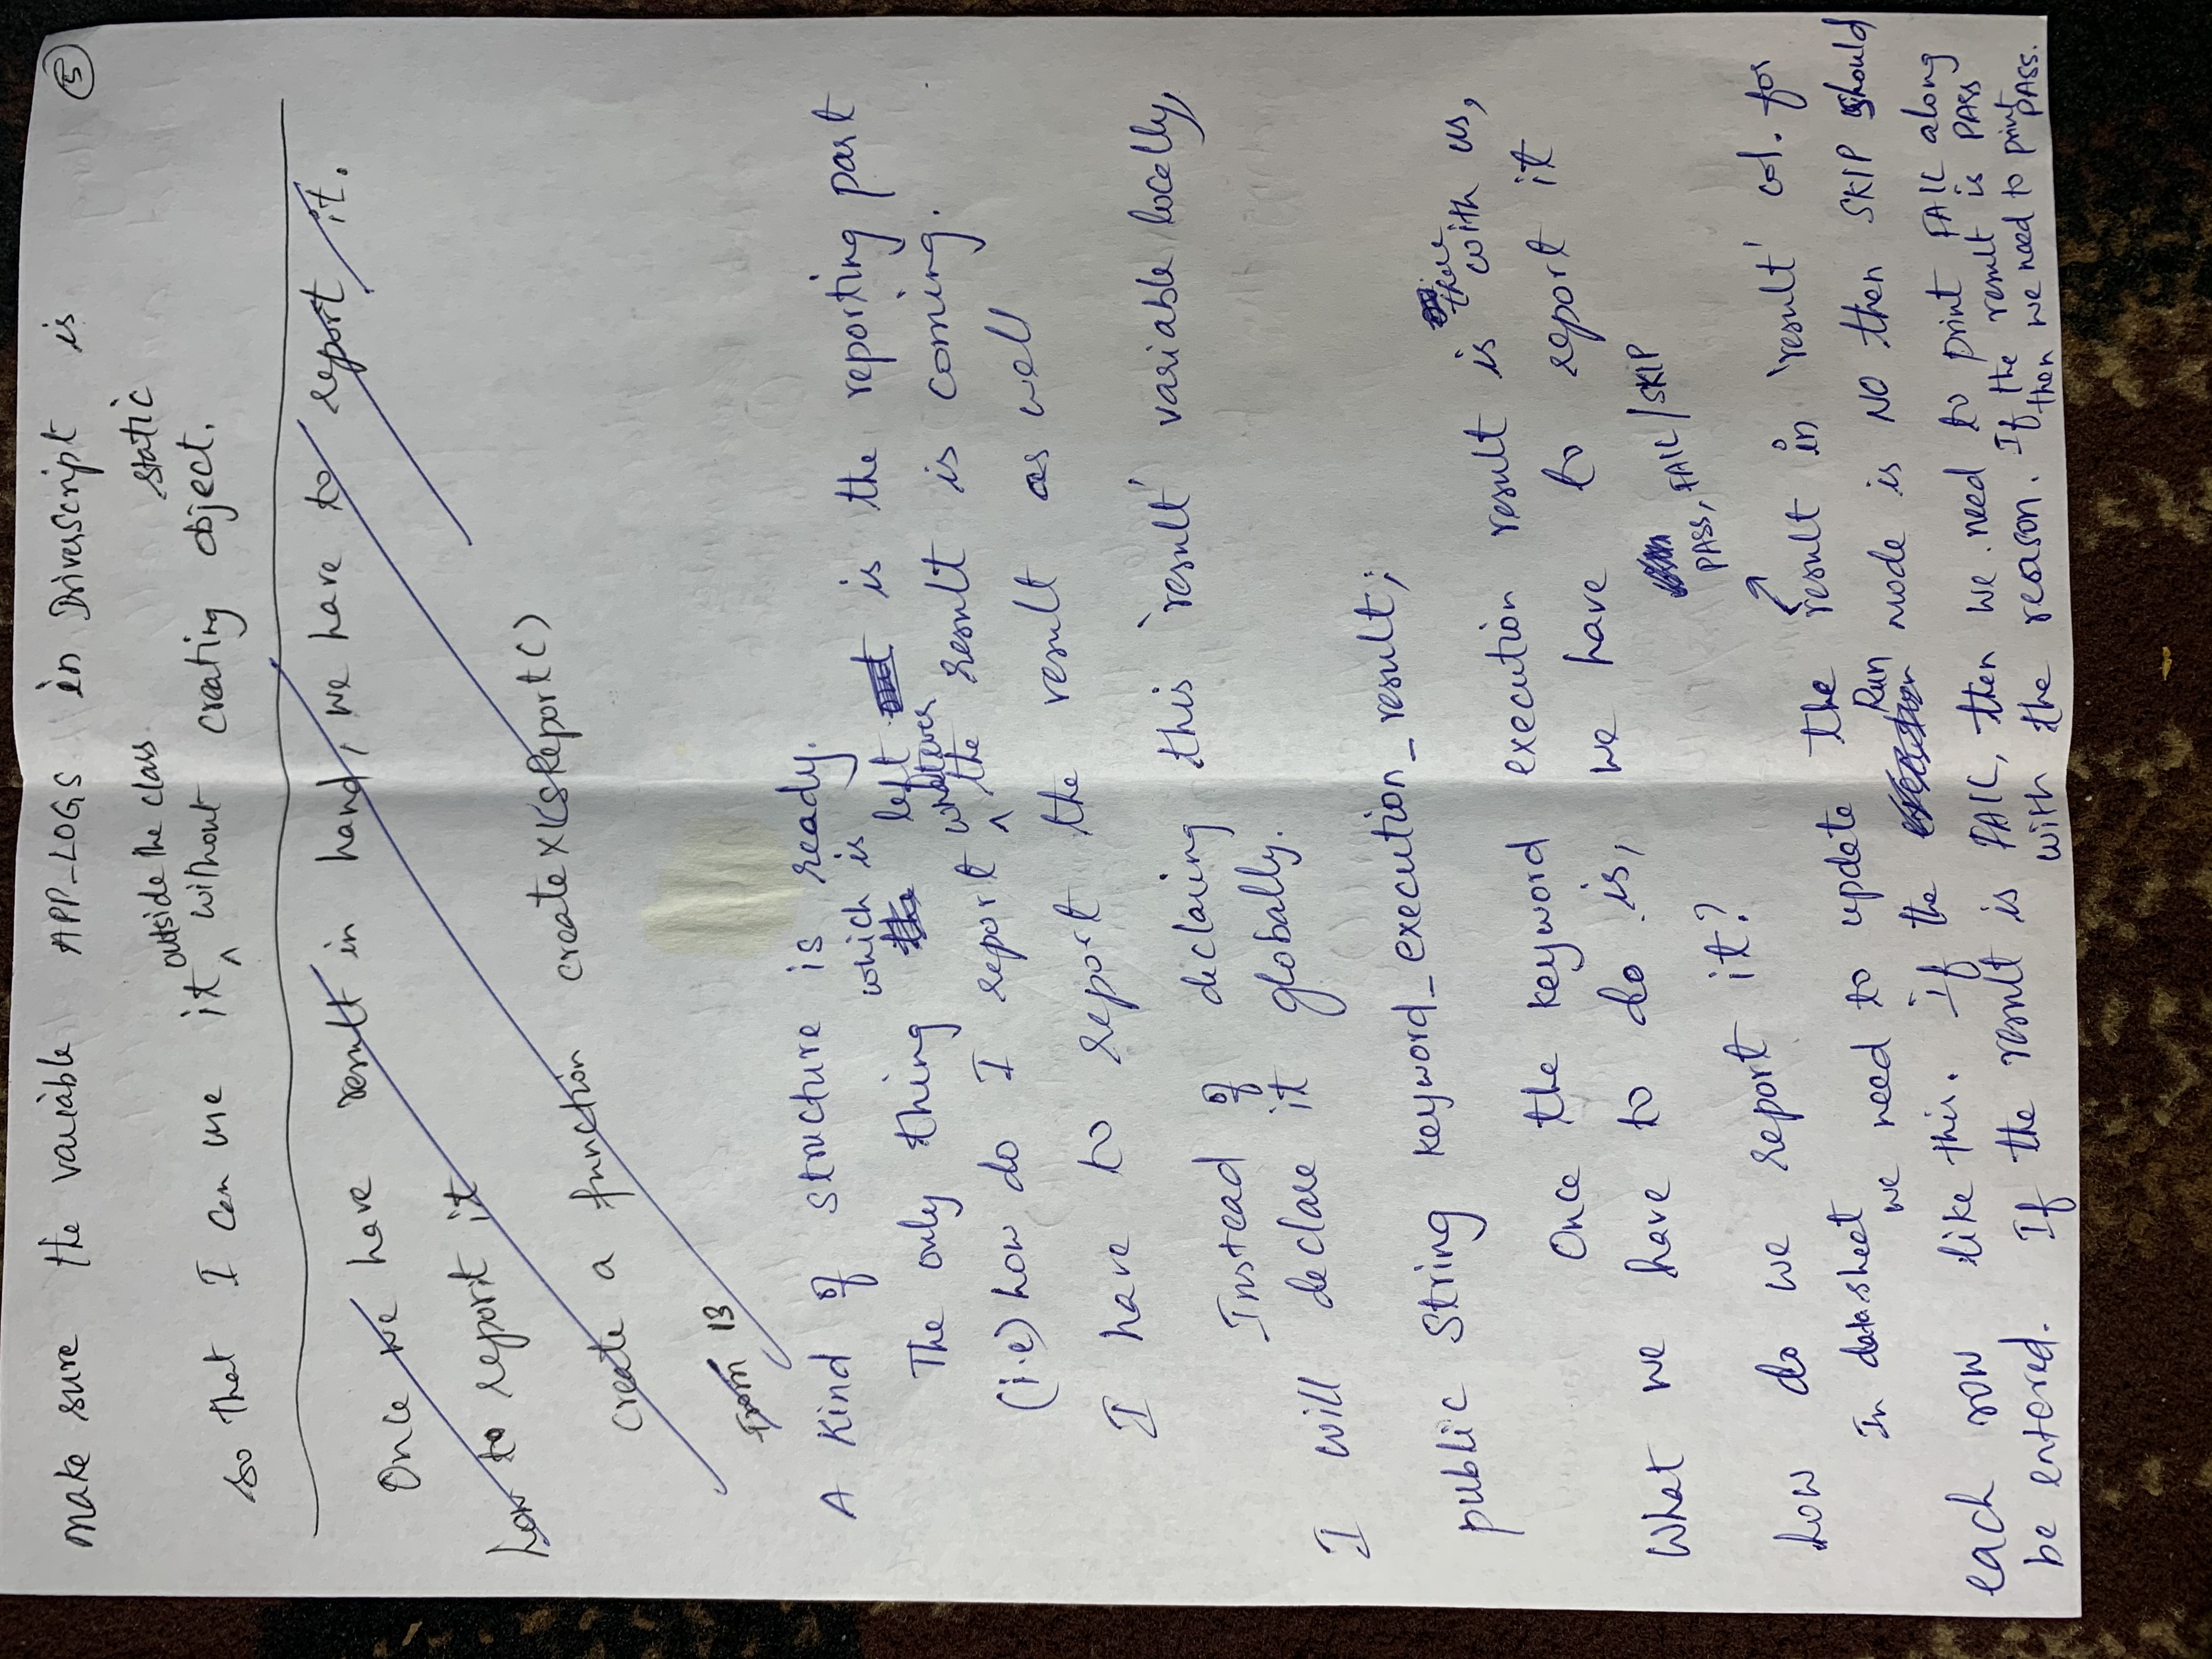 make sure the variable APP_LOGS in DriverScript is
5
static
so that I can use it outside the class without creating object.
Once we have result in hand, we have to report it.
how to report it
create a function createXLSReport()
From 13
A kind of structure is ready.
The only thing which is left is the reporting part
(i.e) how do I report whatever the result is coming.
I have to report the result as well
Instead of declaring this 'result' variable locally,
I will declare it globally.
public String keyword_execution_result;
Once the keyword execution result is there with us,
What we have to do is, we have to report it
PASS, FAIL/SKIP
how do we report it?
In datasheet we need to update the result in 'result' col. for
each row like this. If the Run mode is NO then SKIP should
be entered. If the result is FAIL, then we need to print FAIL along
with the reason. If the result is PASS
then we need to print PASS.